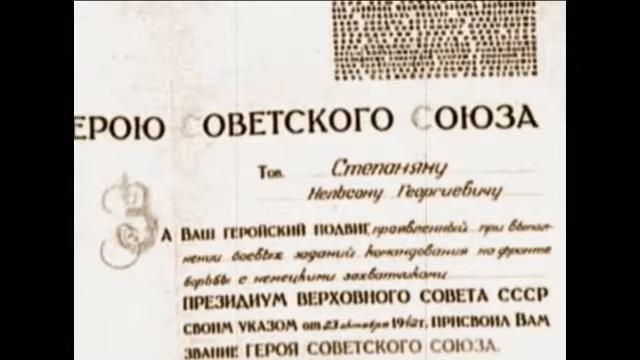 ЕРОЮ СОВЕТСКОГО СОЮЗА
Тов. Степаняну
Нельсону Георгиевичу
ЗА ВАШ ГЕРОЙСКИЙ ПОДВИГ, проявленный при выпол-
нении боевых заданий командования на фронте
борьбы с немецкими захватчиками
ПРЕЗИДИУМ ВЕРХОВНОГО СОВЕТА СССР
СВОИМ УКАЗОМ от 23 октября 1942г. ПРИСВОИЛ ВАМ
ЗВАНИЕ ГЕРОЯ СОВЕТСКОГО СОЮЗА.